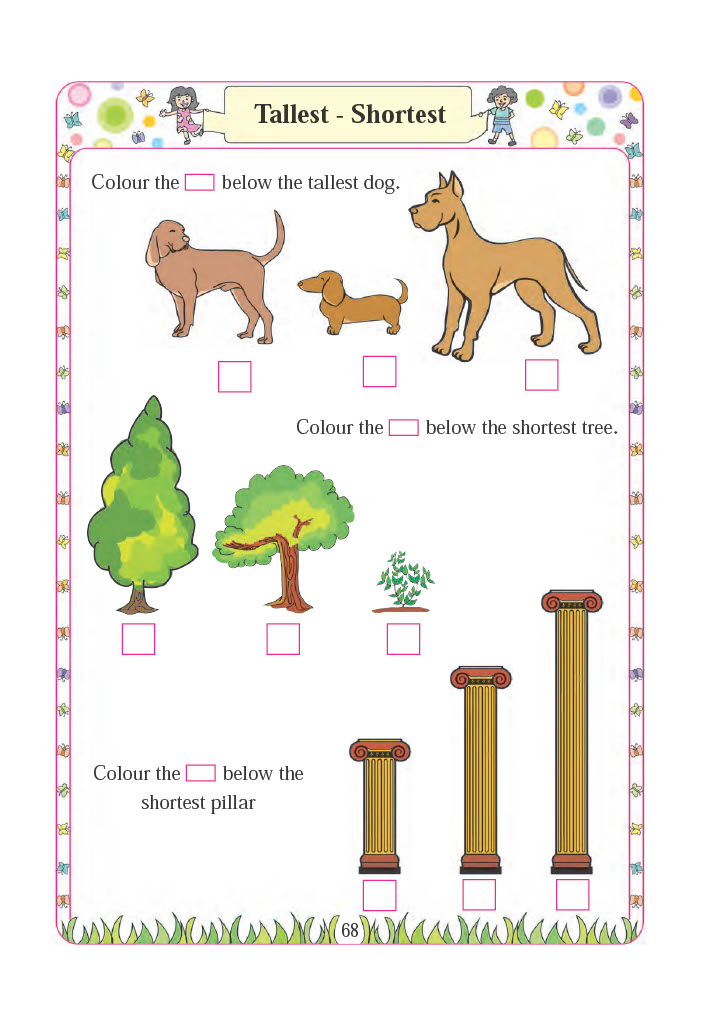 Tallest - Shortest
Colour the below the tallest dog.
Colour the below the shortest tree.
Colour the below the
shortest pillar
68